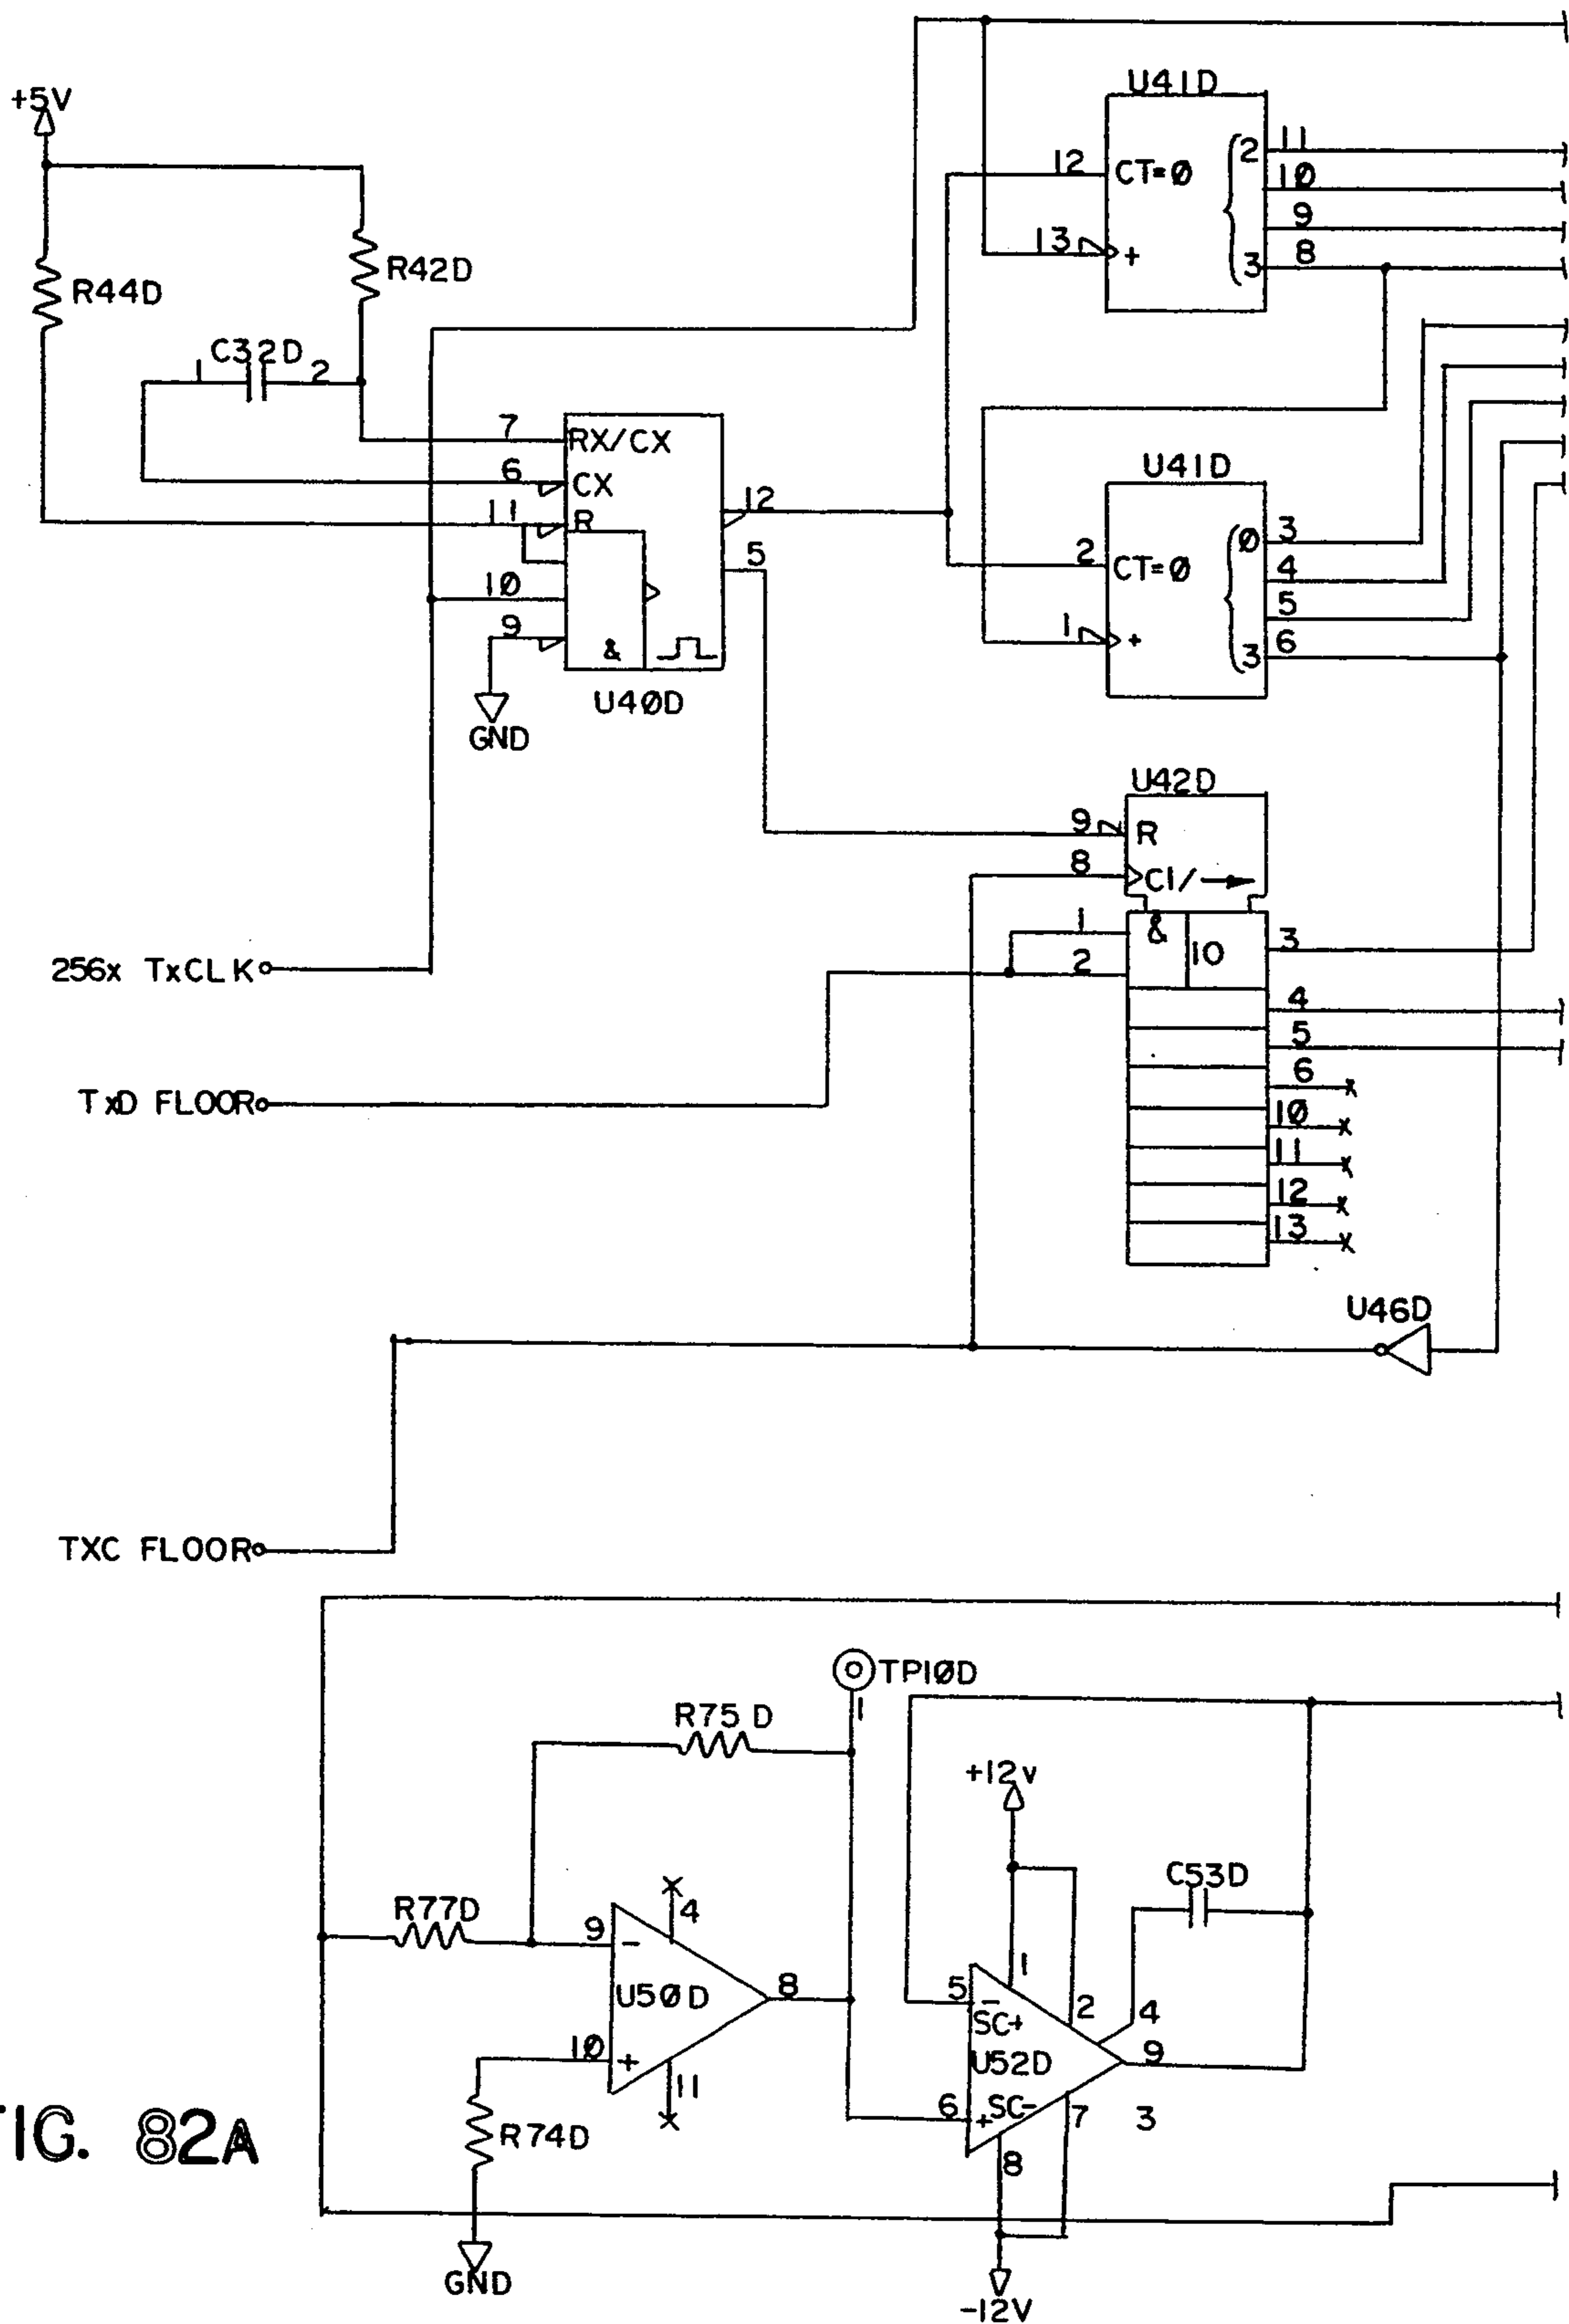 U41D
+5V
11
12
CT=Ø
2
10
9
13
+
3
8
R42D
R44D
C32D
1
2
7
RX/CX
6
CX
U41D
12
11
R
Ø
3
5
2
CT=Ø
4
10
5
1
+
3
6
9
&
U4ØD
GND
U42D
9
R
8
C1/
1
&
3
2
10
256x TxCLK
4
5
6
TxD FLOOR
1Ø
11
12
13
U46D
TXC FLOOR
TP1ØD
1
R75D
+12v
C53D
R77D
4
9
-
U5ØD
8
5
-
1
2
4
SC+
10
+
U52D
9
11
6
+
SC-
7
3
R74D
8
FIG. 82A
GND
-12V